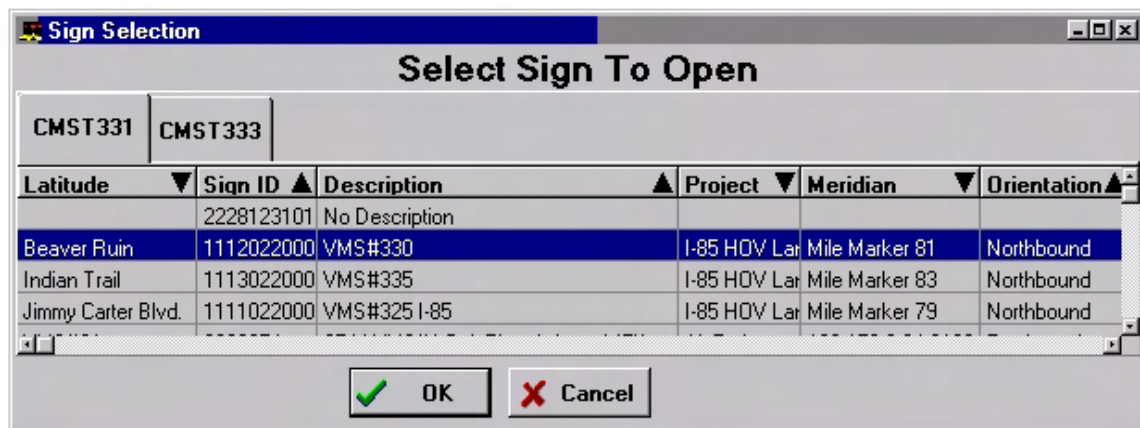 Sign Selection
Select Sign To Open
CMST331 CMST333
Latitude Sign ID Description Project Meridian Orientation
2228123101 No Description
Beaver Ruin 1112022000 VMS#330 I-85 HOV Lar Mile Marker 81 Northbound
Indian Trail 1113022000 VMS#335 I-85 HOV Lar Mile Marker 83 Northbound
Jimmy Carter Blvd. 1111022000 VMS#325 I-85 I-85 HOV Lar Mile Marker 79 Northbound
OK Cancel